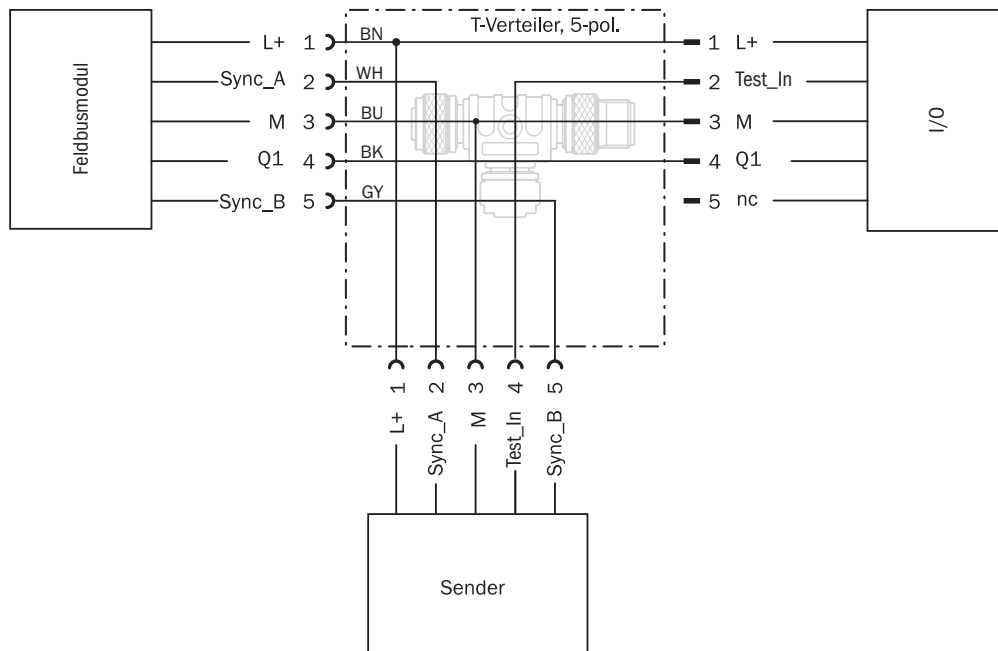 T-Verteiler, 5-pol.
Feldbusmodul
L+ 1 BN
Sync_A 2 WH
M 3 BU
Q1 4 BK
Sync_B 5 GY
1 L+
2 Test_In
3 M
4 Q1
5 nc
I/0
1 2 3 4 5
L+ Sync_A M Test_In Sync_B
Sender